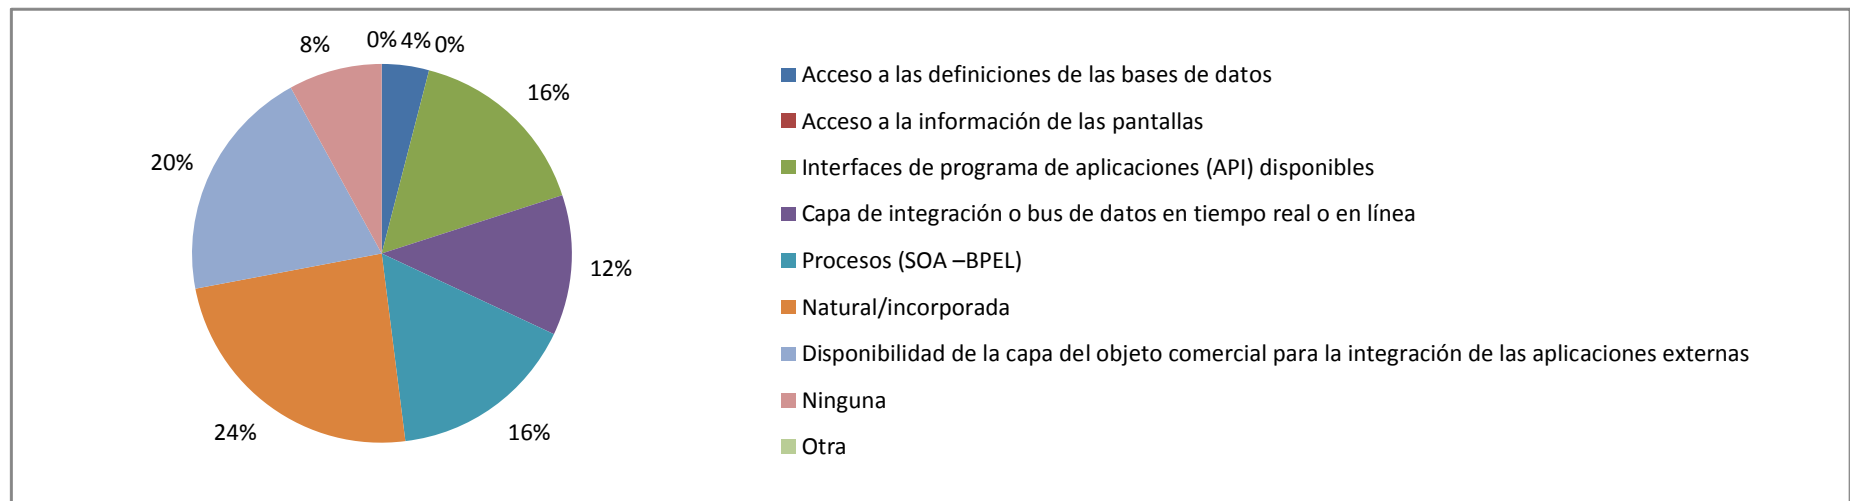 0% 4% 0%
8%
16%
20%
12%
24%
16%
Acceso a las definiciones de las bases de datos
Acceso a la información de las pantallas
Interfaces de programa de aplicaciones (API) disponibles
Capa de integración o bus de datos en tiempo real o en línea
Procesos (SOA –BPEL)
Natural/incorporada
Disponibilidad de la capa del objeto comercial para la integración de las aplicaciones externas
Ninguna
Otra